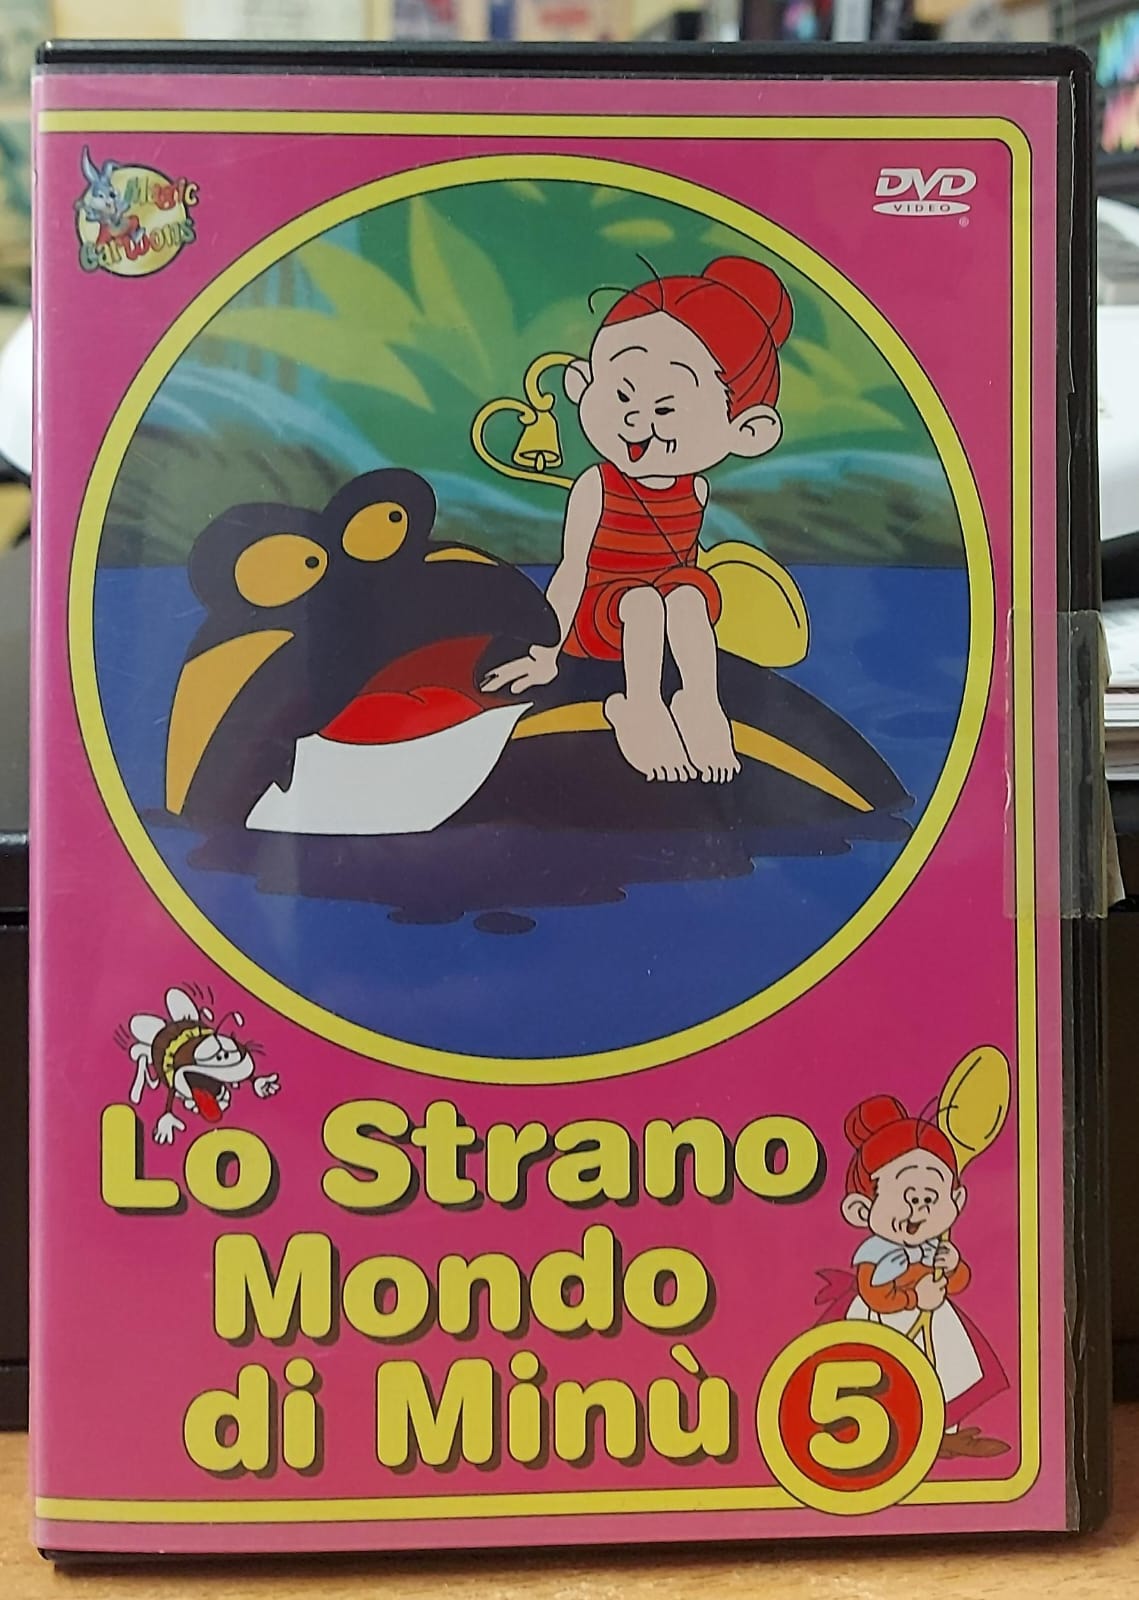 Magic
Cartoons
DVD
VIDEO
®
Lo Strano
Mondo
di Minù 5